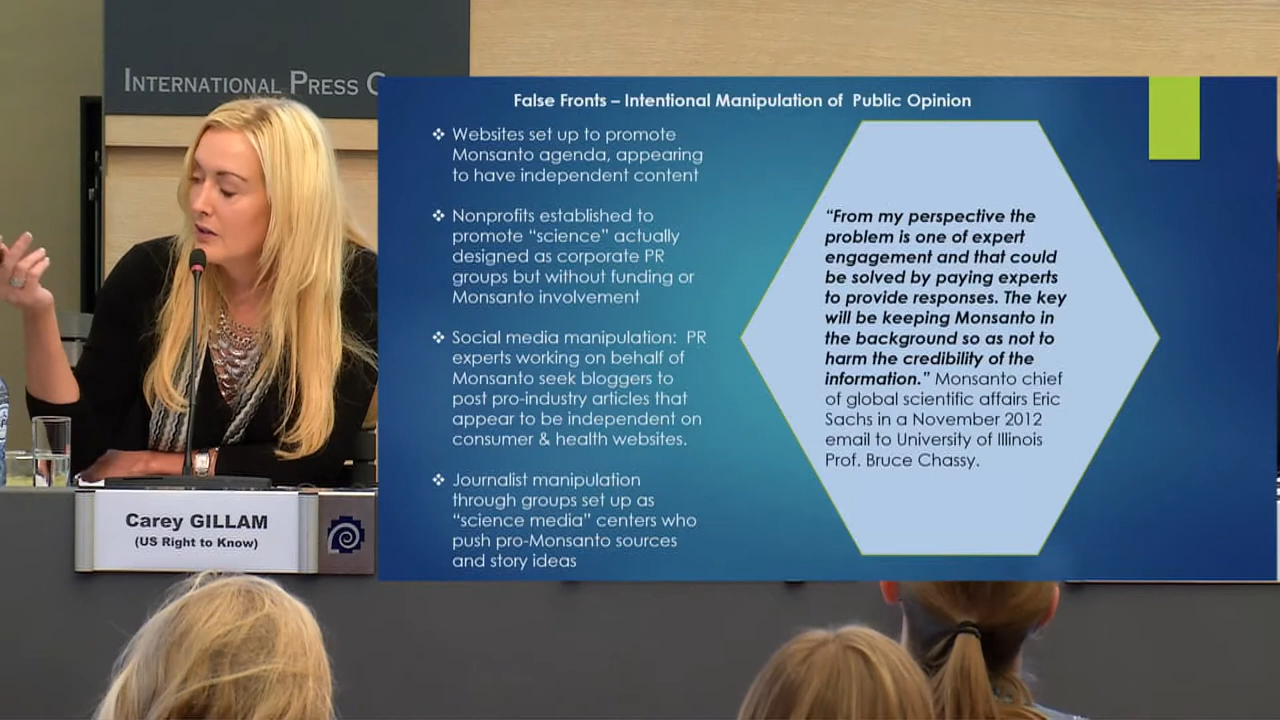 INTERNATIONAL PRESS C
False Fronts – Intentional Manipulation of Public Opinion
❖ Websites set up to promote
Monsanto agenda, appearing
to have independent content
❖ Nonprofits established to
promote “science” actually
designed as corporate PR
groups but without funding or
Monsanto involvement
❖ Social media manipulation: PR
experts working on behalf of
Monsanto seek bloggers to
post pro-industry articles that
appear to be independent on
consumer & health websites.
❖ Journalist manipulation
through groups set up as
“science media” centers who
push pro-Monsanto sources
and story ideas
“From my perspective the
problem is one of expert
engagement and that could
be solved by paying experts
to provide responses. The key
will be keeping Monsanto in
the background so as not to
harm the credibility of the
information.” Monsanto chief
of global scientific affairs Eric
Sachs in a November 2012
email to University of Illinois
Prof. Bruce Chassy.
Carey GILLAM
(US Right to Know)